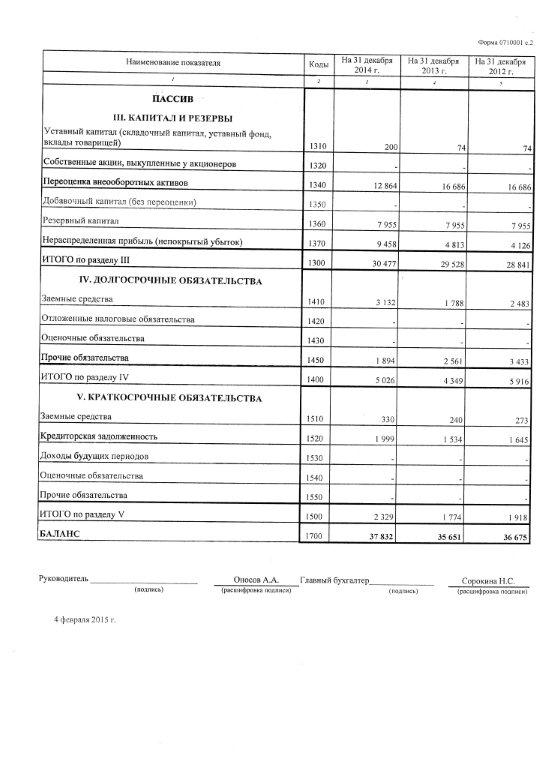 Форма 0710001 с.2
Наименование показателя Коды На 31 декабря 2014 г. На 31 декабря 2013 г. На 31 декабря 2012 г.
1 2 3 4 5
ПАССИВ
III. КАПИТАЛ И РЕЗЕРВЫ
Уставный капитал (складочный капитал, уставный фонд,
вклады товарищей) 1310 200 74 74
Собственные акции, выкупленные у акционеров 1320 - - -
Переоценка внеоборотных активов 1340 12 864 16 686 16 686
Добавочный капитал (без переоценки) 1350 - - -
Резервный капитал 1360 7 955 7 955 7 955
Нераспределенная прибыль (непокрытый убыток) 1370 9 458 4 813 4 126
ИТОГО по разделу III 1300 30 477 29 528 28 841
IV. ДОЛГОСРОЧНЫЕ ОБЯЗАТЕЛЬСТВА
Заемные средства 1410 3 132 1 788 2 483
Отложенные налоговые обязательства 1420 - - -
Оценочные обязательства 1430 - - -
Прочие обязательства 1450 1 894 2 561 3 433
ИТОГО по разделу IV 1400 5 026 4 349 5 916
V. КРАТКОСРОЧНЫЕ ОБЯЗАТЕЛЬСТВА
Заемные средства 1510 330 240 273
Кредиторская задолженность 1520 1 999 1 534 1 645
Доходы будущих периодов 1530 - - -
Оценочные обязательства 1540 - - -
Прочие обязательства 1550 - - -
ИТОГО по разделу V 1500 2 329 1 774 1 918
БАЛАНС 1700 37 832 35 651 36 675
Руководитель Оносов А.А. Главный бухгалтер Сорокина Н.С.
(подпись) (расшифровка подписи) (подпись) (расшифровка подписи)
4 февраля 2015 г.